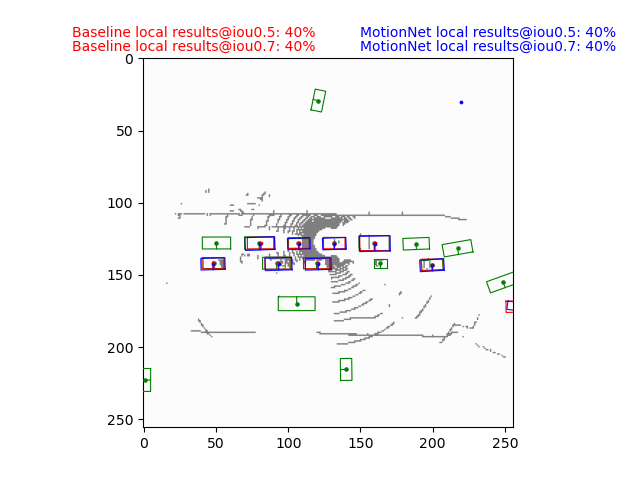 Baseline local results@iou0.5: 40% MotionNet local results@iou0.5: 40%
Baseline local results@iou0.7: 40% MotionNet local results@iou0.7: 40%
0
50
100
150
200
250
0 50 100 150 200 250